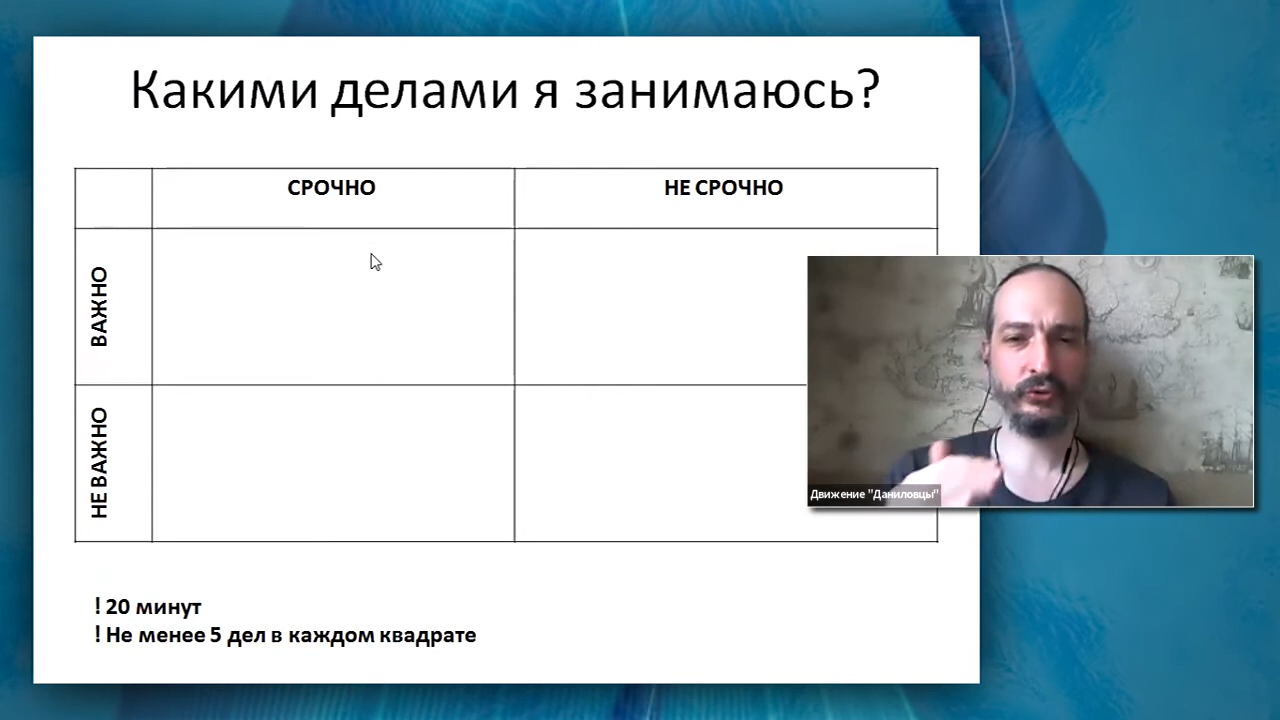 Какими делами я занимаюсь?
СРОЧНО
НЕ СРОЧНО
ВАЖНО
НЕ ВАЖНО
Движение "Даниловцы"
! 20 минут
! Не менее 5 дел в каждом квадрате